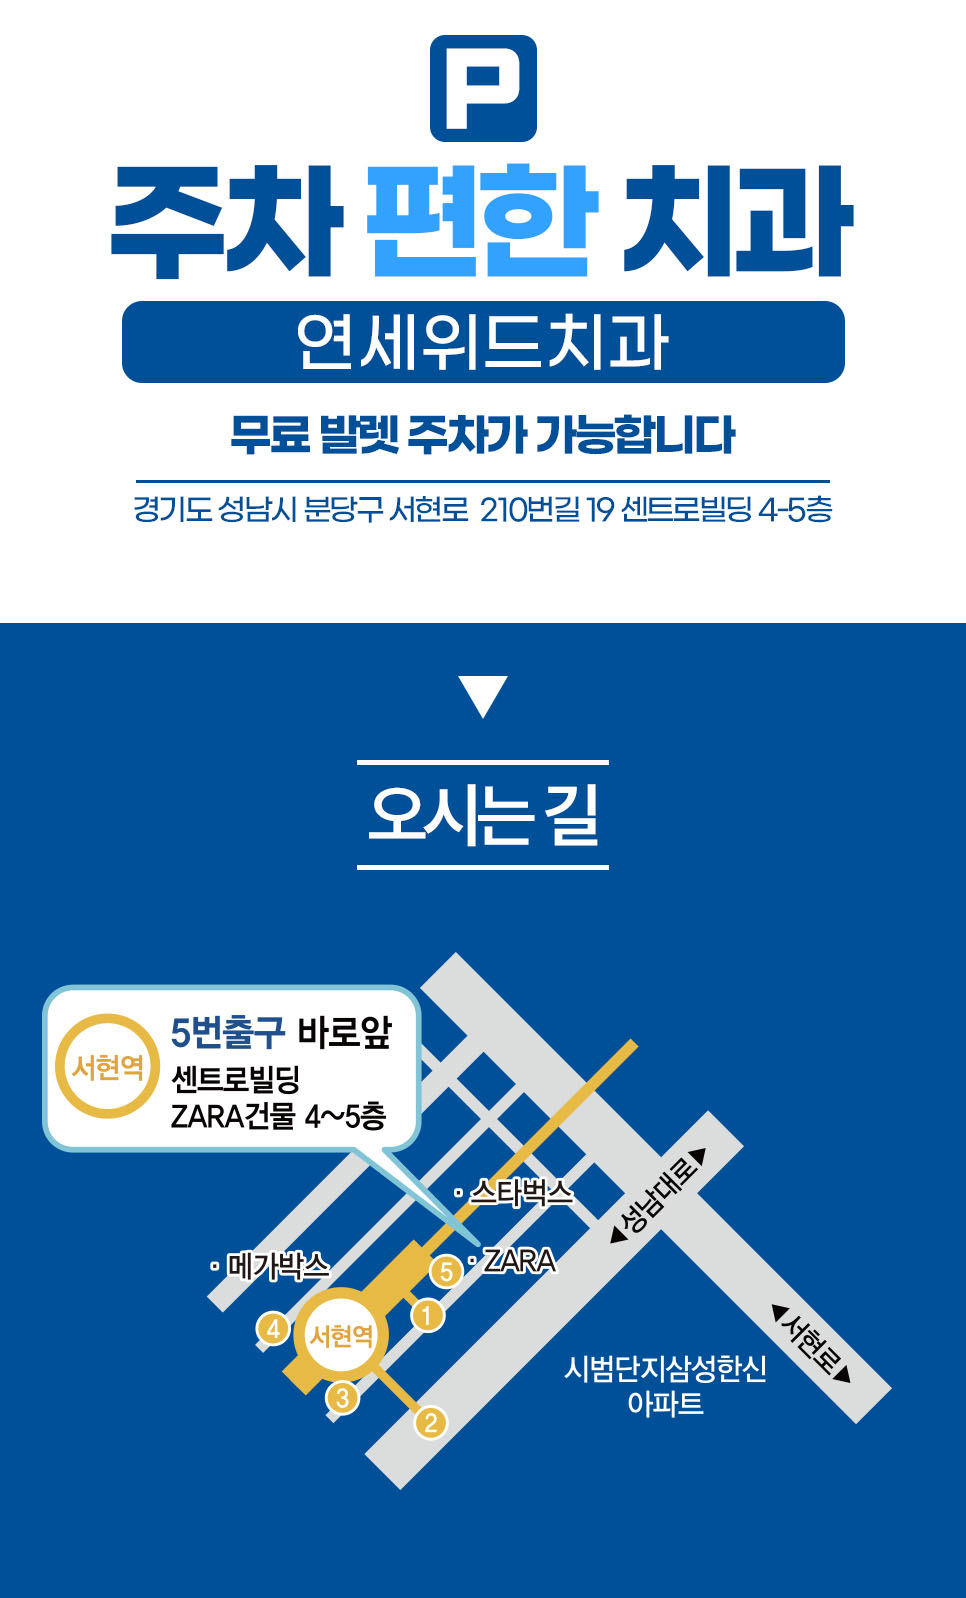 P
주차 편한 치과
연세위드치과
무료 발렛 주차가 가능합니다
경기도 성남시 분당구 서현로 210번길 19 센트로빌딩 4-5층
오시는 길
서현역
5번출구 바로앞
센트로빌딩
ZARA건물 4~5층
· 스타벅스
◀성남대로▶
· ZARA
· 메가박스
5
1
4
서현역
3
2
◀서현로▶
시범단지삼성한신
아파트